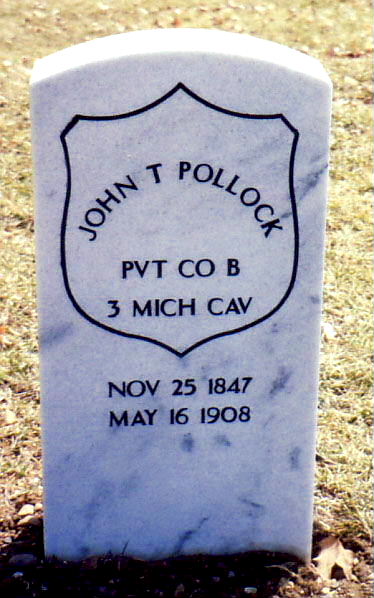 JOHN T POLLOCK
PVT CO B
3 MICH CAV
NOV 25 1847
MAY 16 1908